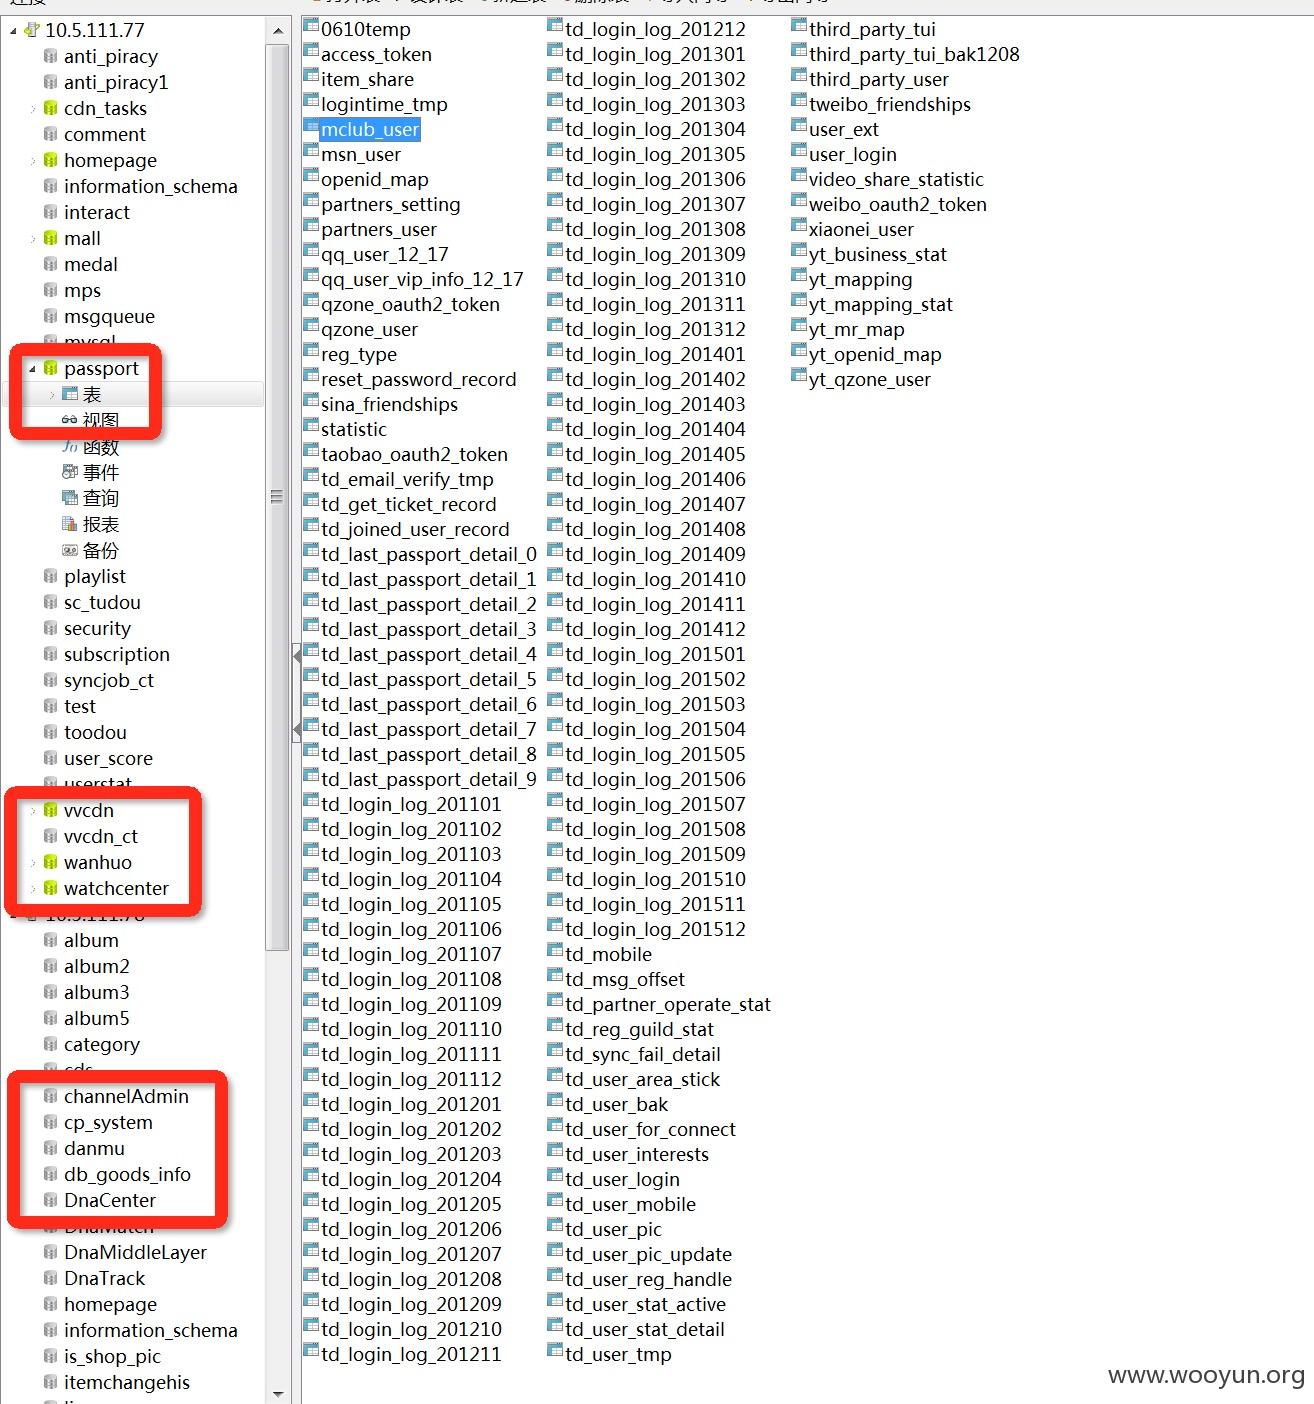 10.5.111.77
anti_piracy
anti_piracy1
cdn_tasks
comment
homepage
information_schema
interact
mall
medal
mps
msgqueue
mysql
passport
表
视图
函数
事件
查询
报表
备份
playlist
sc_tudou
security
subscription
syncjob_ct
test
toodou
user_score
userstat
vvcdn
vvcdn_ct
wanhuo
watchcenter
10.5.111.78
album
album2
album3
album5
category
cds
channelAdmin
cp_system
danmu
db_goods_info
DnaCenter
DnaMatch
DnaMiddleLayer
DnaTrack
homepage
information_schema
is_shop_pic
itemchangehis
0610temp
access_token
item_share
logintime_tmp
mclub_user
msn_user
openid_map
partners_setting
partners_user
qq_user_12_17
qq_user_vip_info_12_17
qzone_oauth2_token
qzone_user
reg_type
reset_password_record
sina_friendships
statistic
taobao_oauth2_token
td_email_verify_tmp
td_get_ticket_record
td_joined_user_record
td_last_passport_detail_0
td_last_passport_detail_1
td_last_passport_detail_2
td_last_passport_detail_3
td_last_passport_detail_4
td_last_passport_detail_5
td_last_passport_detail_6
td_last_passport_detail_7
td_last_passport_detail_8
td_last_passport_detail_9
td_login_log_201101
td_login_log_201102
td_login_log_201103
td_login_log_201104
td_login_log_201105
td_login_log_201106
td_login_log_201107
td_login_log_201108
td_login_log_201109
td_login_log_201110
td_login_log_201111
td_login_log_201112
td_login_log_201201
td_login_log_201202
td_login_log_201203
td_login_log_201204
td_login_log_201205
td_login_log_201206
td_login_log_201207
td_login_log_201208
td_login_log_201209
td_login_log_201210
td_login_log_201211
td_login_log_201212
td_login_log_201301
td_login_log_201302
td_login_log_201303
td_login_log_201304
td_login_log_201305
td_login_log_201306
td_login_log_201307
td_login_log_201308
td_login_log_201309
td_login_log_201310
td_login_log_201311
td_login_log_201312
td_login_log_201401
td_login_log_201402
td_login_log_201403
td_login_log_201404
td_login_log_201405
td_login_log_201406
td_login_log_201407
td_login_log_201408
td_login_log_201409
td_login_log_201410
td_login_log_201411
td_login_log_201412
td_login_log_201501
td_login_log_201502
td_login_log_201503
td_login_log_201504
td_login_log_201505
td_login_log_201506
td_login_log_201507
td_login_log_201508
td_login_log_201509
td_login_log_201510
td_login_log_201511
td_login_log_201512
td_mobile
td_msg_offset
td_partner_operate_stat
td_reg_guild_stat
td_sync_fail_detail
td_user_area_stick
td_user_bak
td_user_for_connect
td_user_interests
td_user_login
td_user_mobile
td_user_pic
td_user_pic_update
td_user_reg_handle
td_user_stat_active
td_user_stat_detail
td_user_tmp
third_party_tui
third_party_tui_bak1208
third_party_user
tweibo_friendships
user_ext
user_login
video_share_statistic
weibo_oauth2_token
xiaonei_user
yt_business_stat
yt_mapping
yt_mapping_stat
yt_mr_map
yt_openid_map
yt_qzone_user
www.wooyun.org